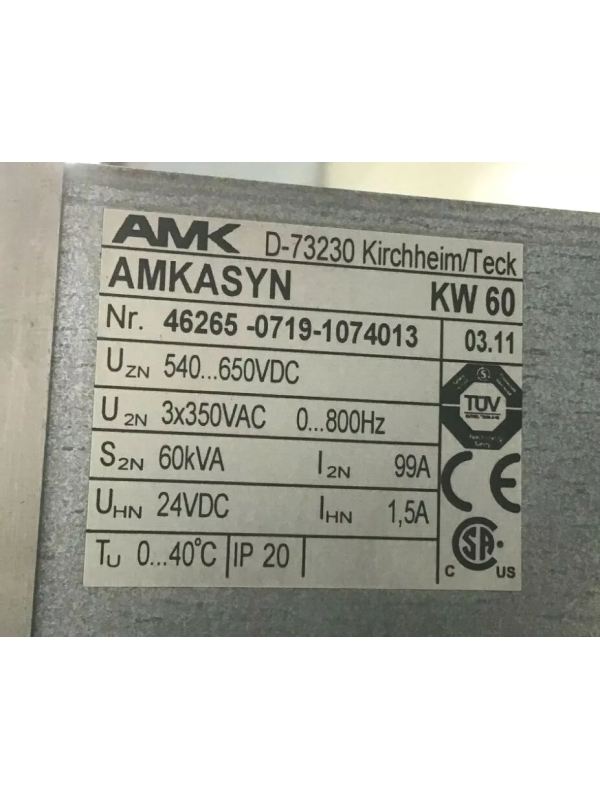 AMK D-73230 Kirchheim/Teck
AMKASYN KW 60
Nr. 46265 -0719-1074013 03.11
UZN 540...650VDC
U2N 3x350VAC 0...800Hz
TÜV
S2N 60kVA I2N 99A
CE
UHN 24VDC IHN 1,5A
TU 0...40°C IP 20
SA
C US